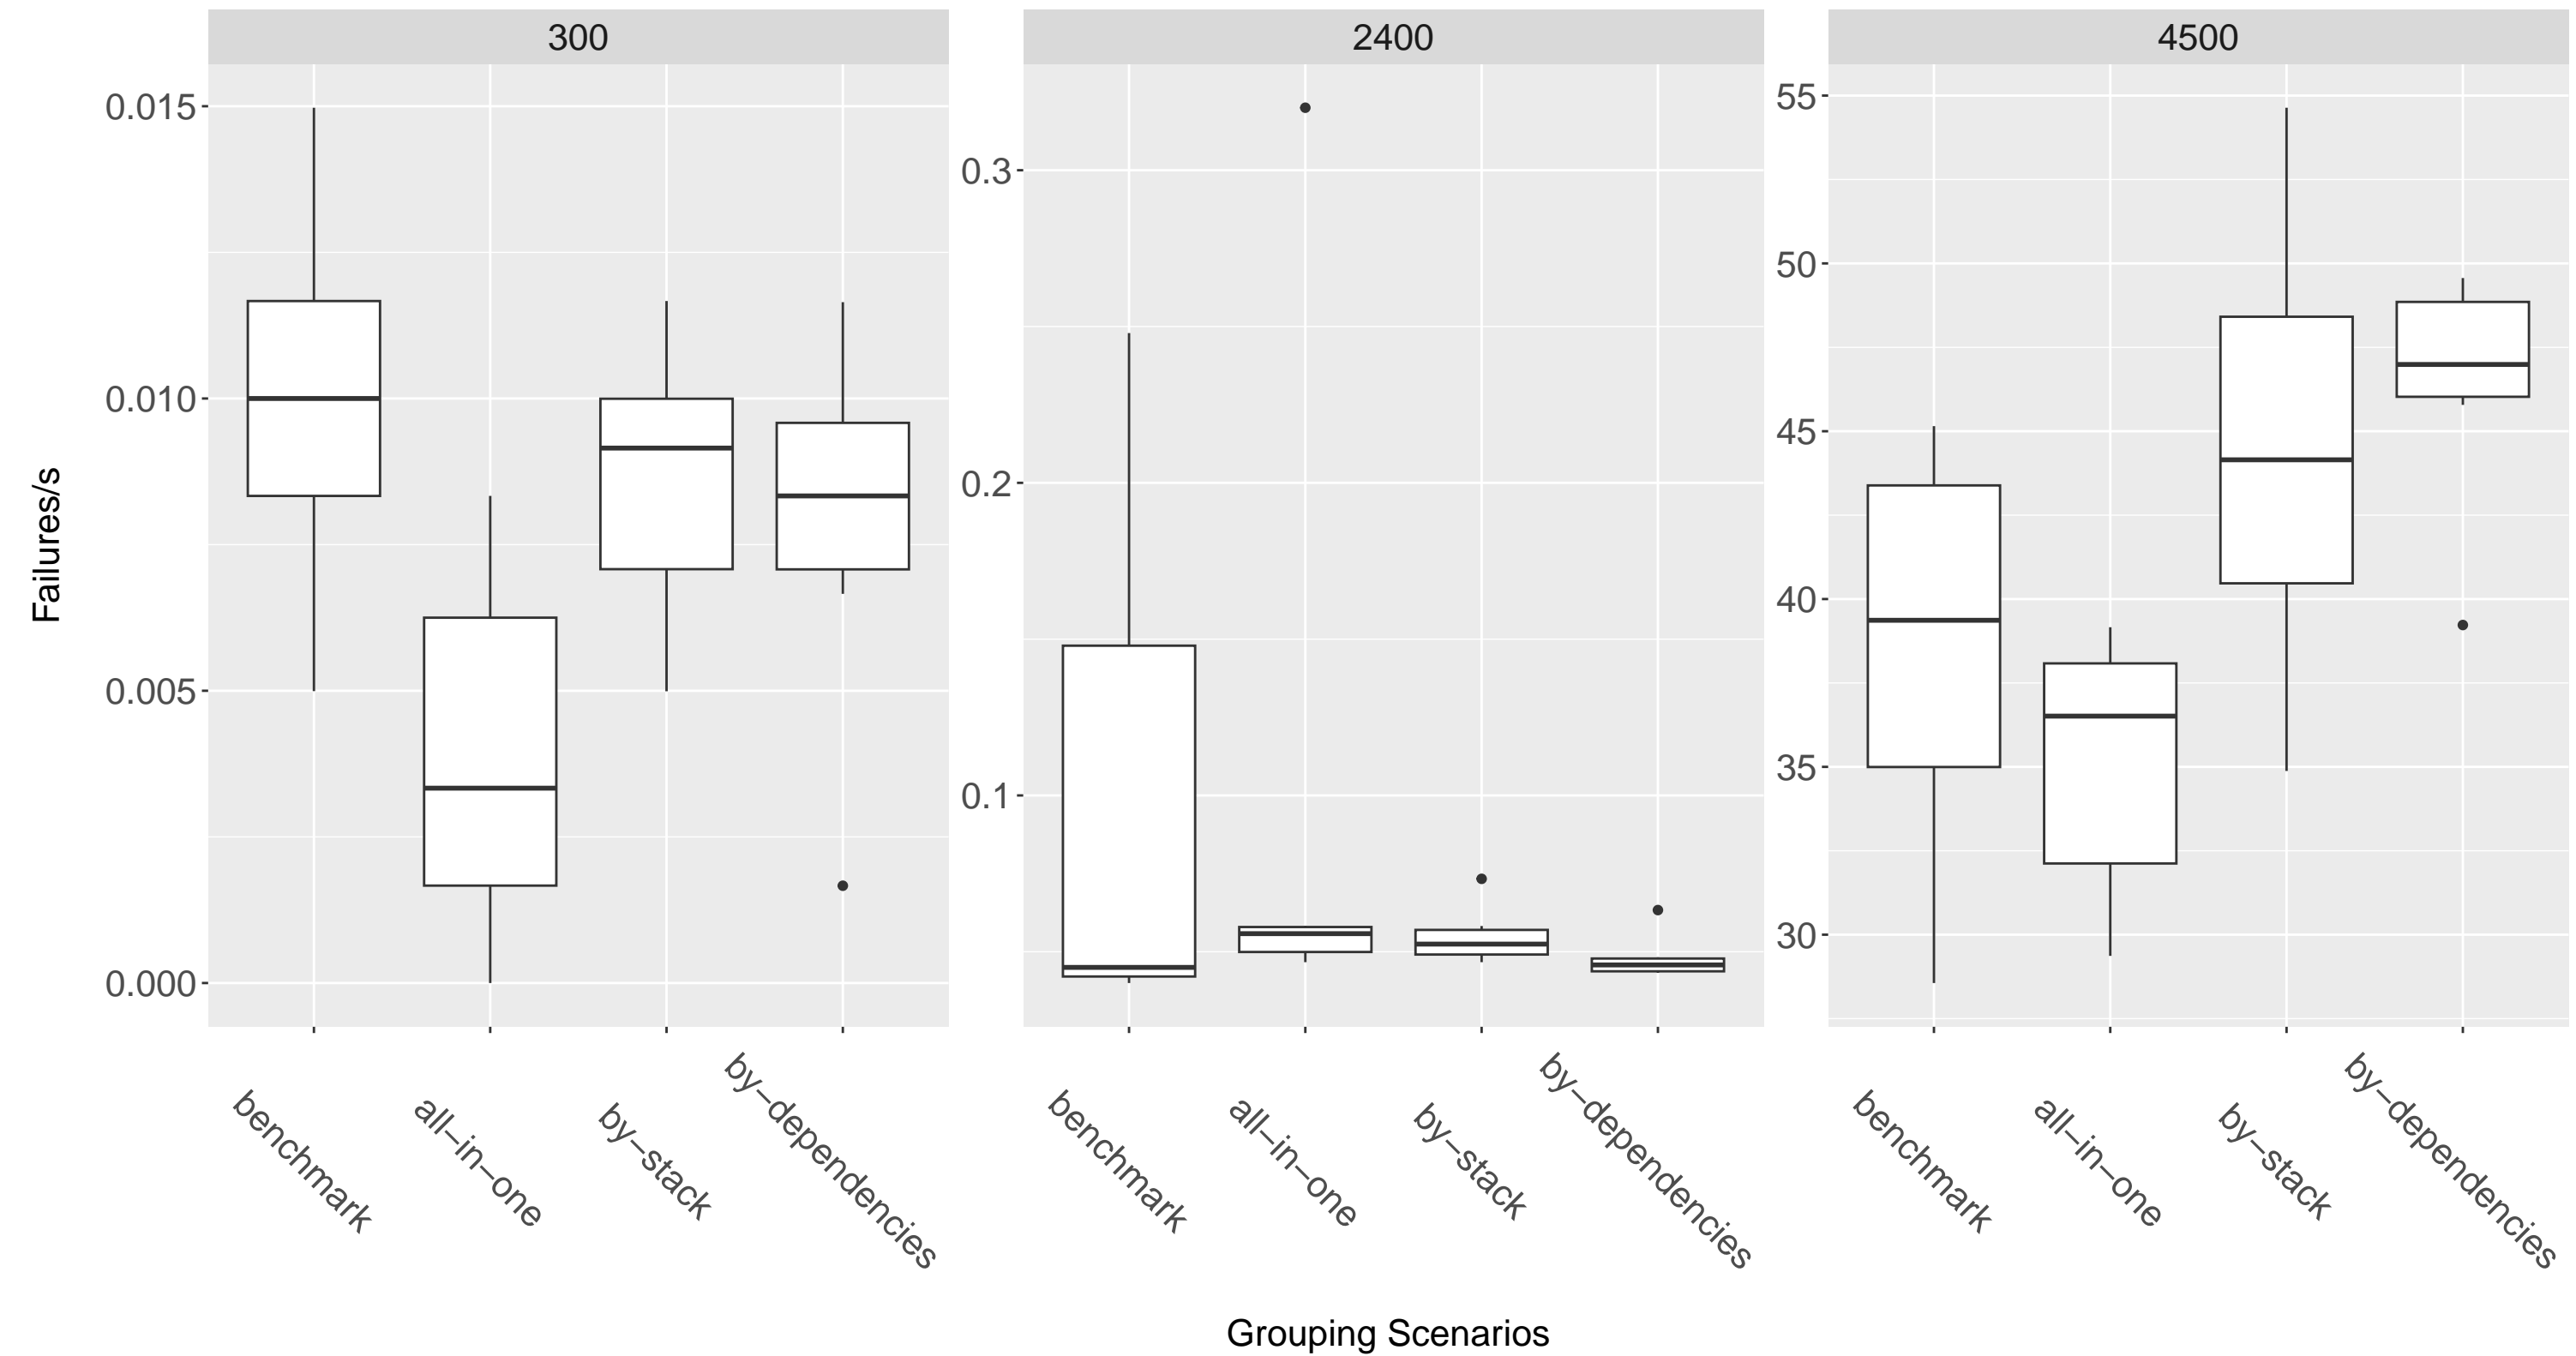 300
2400
4500
Failures/s
0.015
0.010
0.005
0.000
0.3
0.2
0.1
55
50
45
40
35
30
benchmark
all−in−one
by−stack
by−dependencies
benchmark
all−in−one
by−stack
by−dependencies
benchmark
all−in−one
by−stack
by−dependencies
Grouping Scenarios